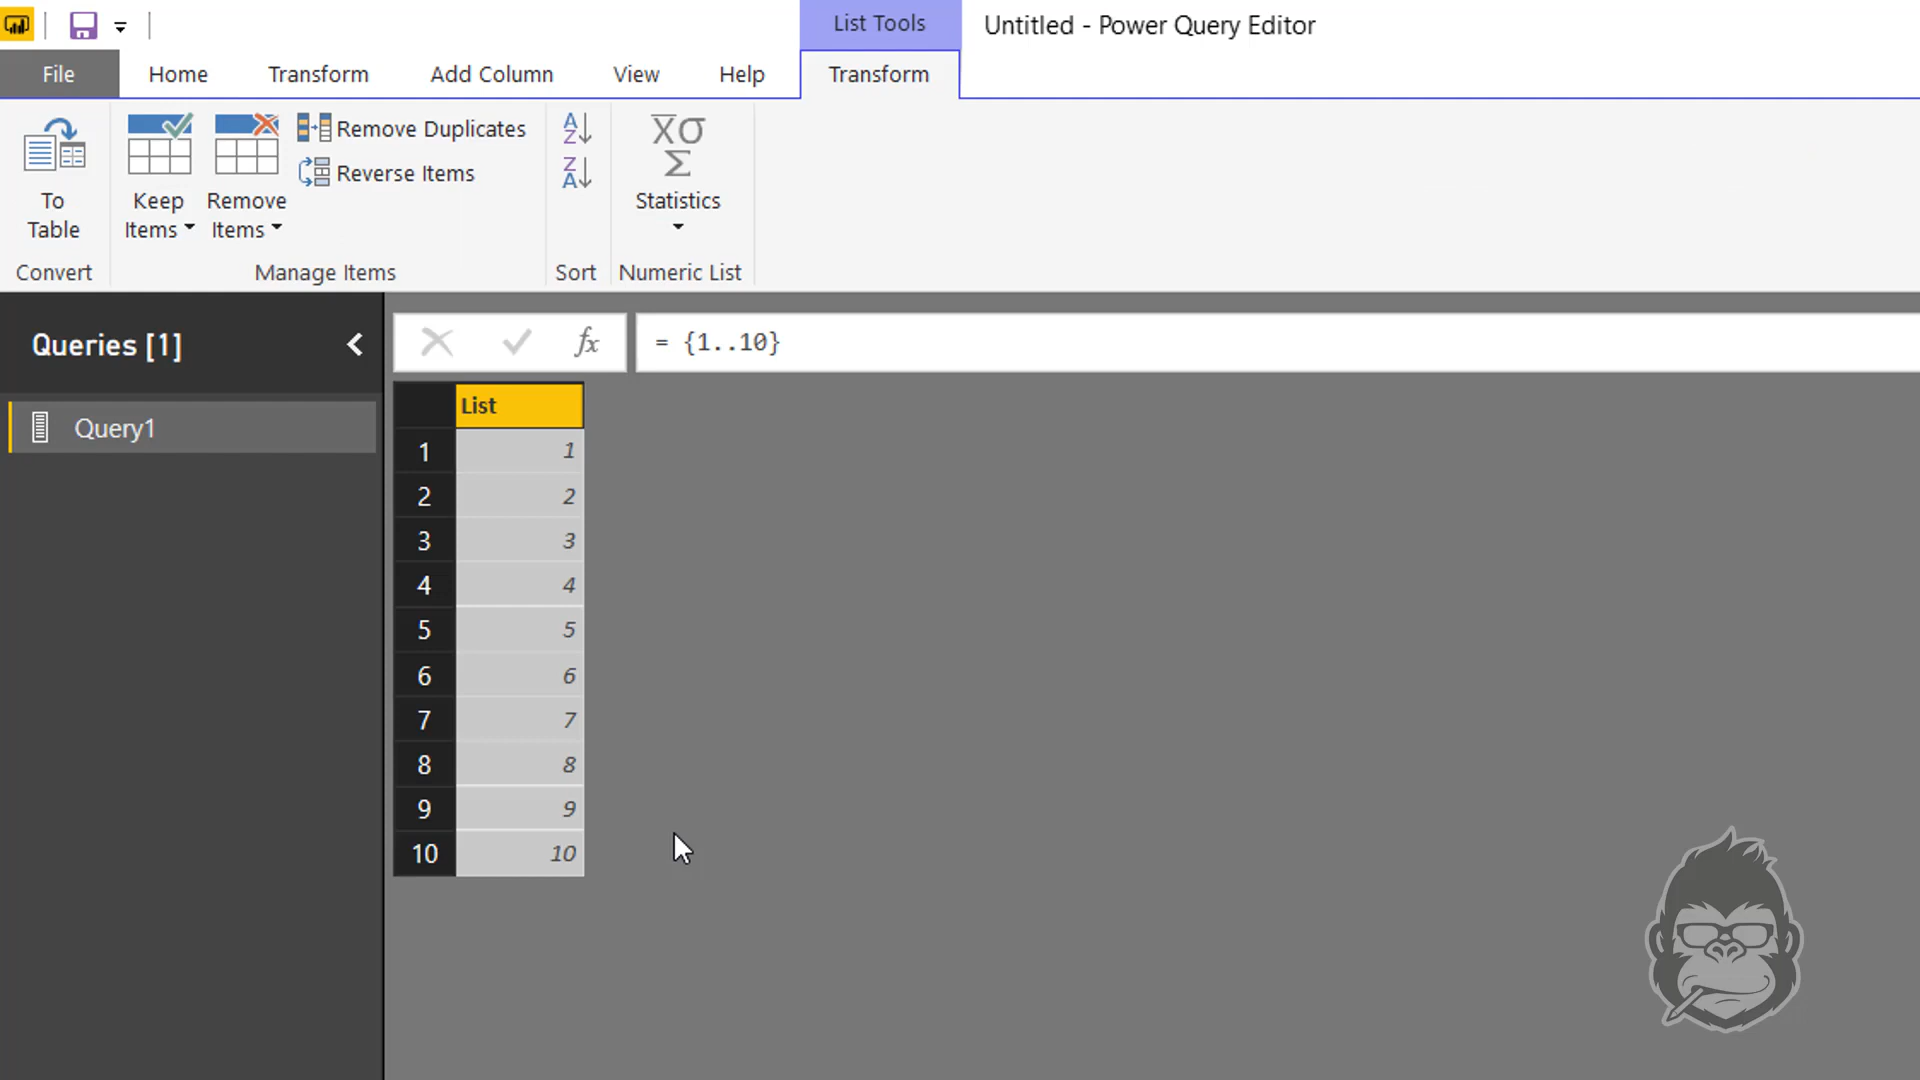 List Tools
Untitled - Power Query Editor
File
Home
Transform
Add Column
View
Help
Transform
To
Table
Keep
Items
Remove
Items
Remove Duplicates
Reverse Items
A
Z
Z
A
X̅σ
Σ
Statistics
Convert
Manage Items
Sort
Numeric List
Queries [1]
fx
= {1..10}
Query1
List
1 1
2 2
3 3
4 4
5 5
6 6
7 7
8 8
9 9
10 10